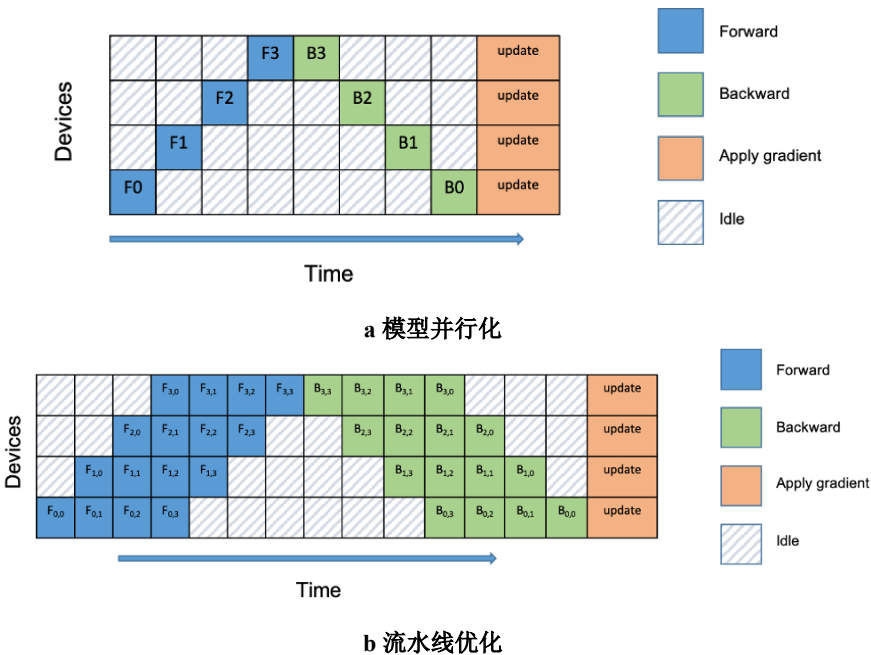 F3 B3 update
F2 B2 update
F1 B1 update
F0 B0 update
Devices
Time
Forward
Backward
Apply gradient
Idle
a 模型并行化
F3,0 F3,1 F3,2 F3,3 B3,3 B3,2 B3,1 B3,0 update
F2,0 F2,1 F2,2 F2,3 B2,3 B2,2 B2,1 B2,0 update
F1,0 F1,1 F1,2 F1,3 B1,3 B1,2 B1,1 B1,0 update
F0,0 F0,1 F0,2 F0,3 B0,3 B0,2 B0,1 B0,0 update
Devices
Time
Forward
Backward
Apply gradient
Idle
b 流水线优化